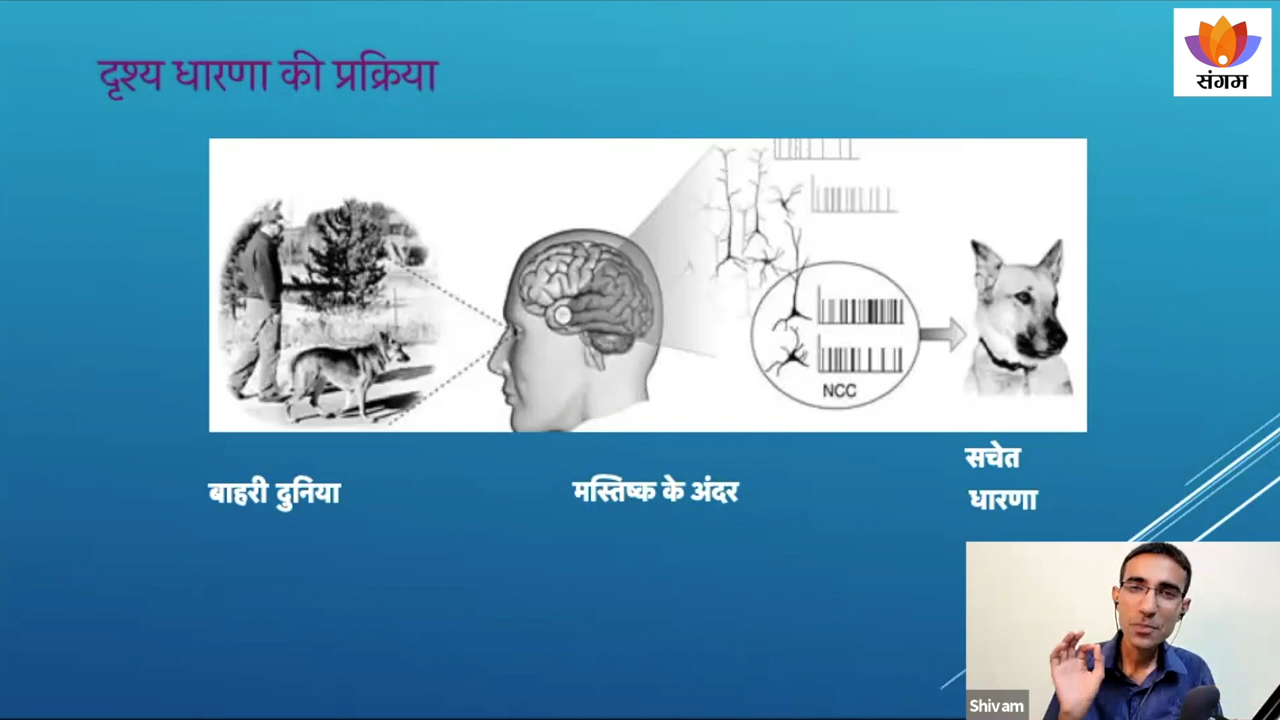 दृश्य धारणा की प्रक्रिया
संगम
NCC
बाहरी दुनिया
मस्तिष्क के अंदर
सचेत
धारणा
Shivam